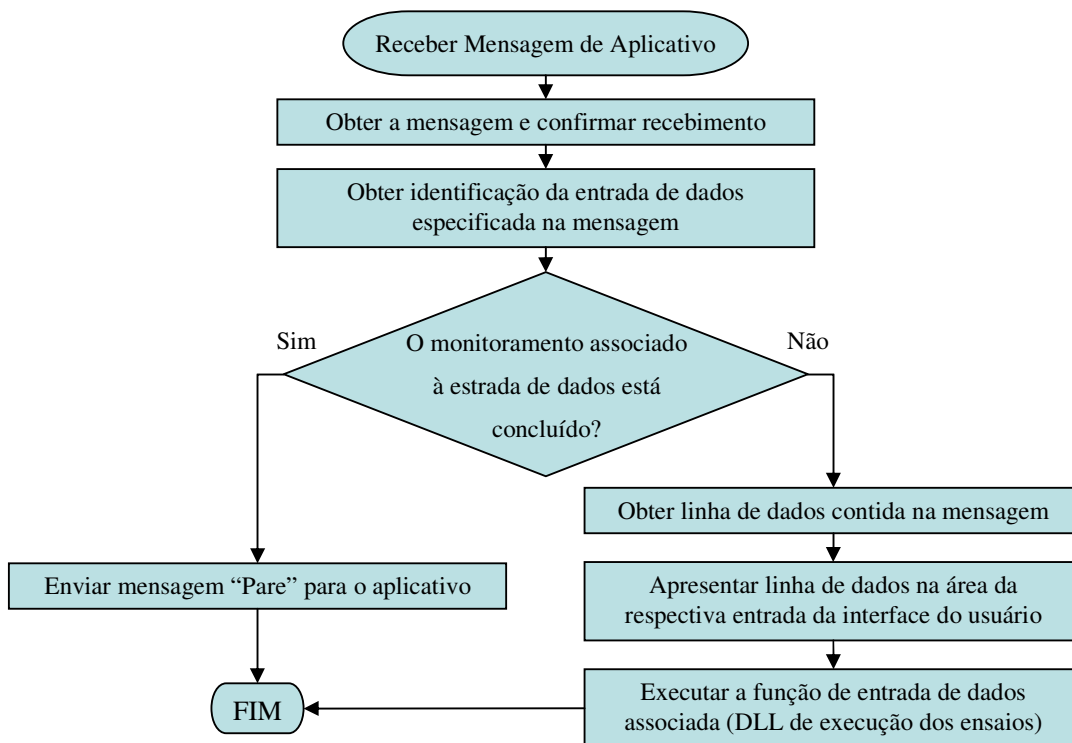 Receber Mensagem de Aplicativo
Obter a mensagem e confirmar recebimento
Obter identificação da entrada de dados
especificada na mensagem
Sim
Não
O monitoramento associado
à estrada de dados está
concluído?
Obter linha de dados contida na mensagem
Enviar mensagem “Pare” para o aplicativo
Apresentar linha de dados na área da
respectiva entrada da interface do usuário
Executar a função de entrada de dados
associada (DLL de execução dos ensaios)
FIM